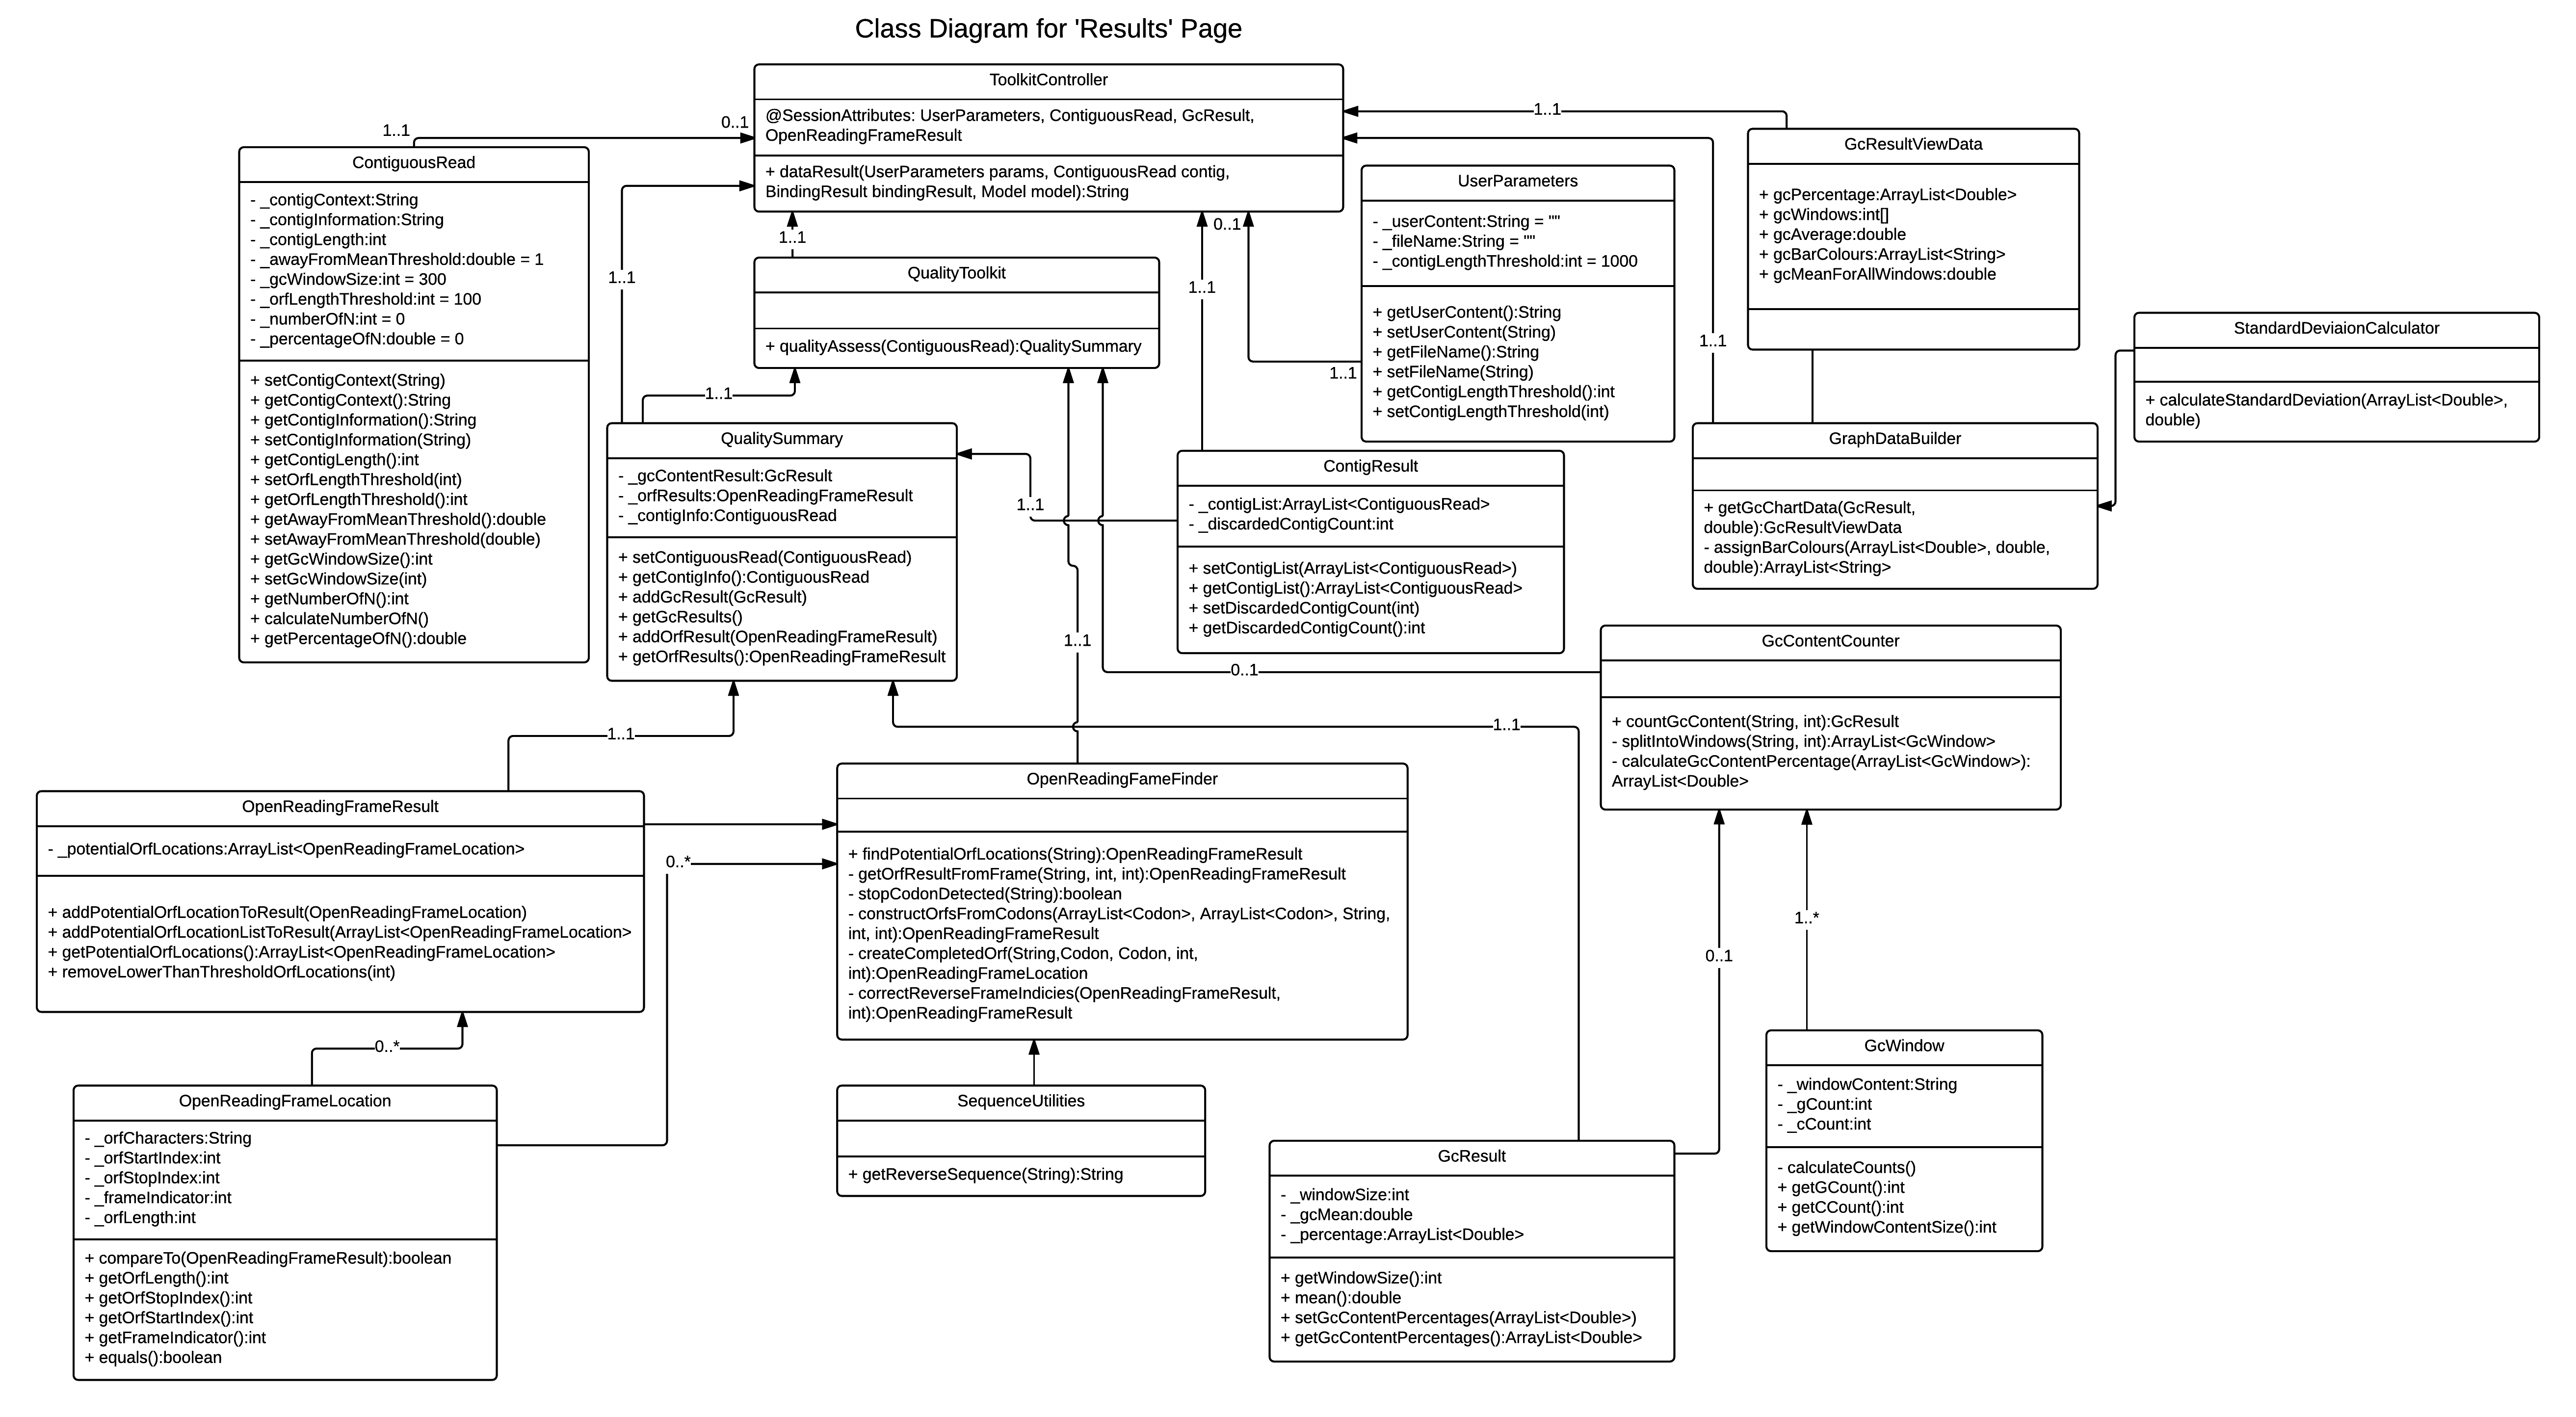 Class Diagram for 'Results' Page
ToolkitController
@SessionAttributes: UserParameters, ContiguousRead, GcResult,
OpenReadingFrameResult
+ dataResult(UserParameters params, ContiguousRead contig,
BindingResult bindingResult, Model model):String
1..1
0..1
1..1
1..1
1..1
1..1
0..1
1..1
1..1
ContiguousRead
- _contigContext:String
- _contigInformation:String
- _contigLength:int
- _awayFromMeanThreshold:double = 1
- _gcWindowSize:int = 300
- _orfLengthThreshold:int = 100
- _numberOfN:int = 0
- _percentageOfN:double = 0
+ setContigContext(String)
+ getContigContext():String
+ getContigInformation():String
+ setContigInformation(String)
+ getContigLength():int
+ setOrfLengthThreshold(int)
+ getOrfLengthThreshold():int
+ getAwayFromMeanThreshold():double
+ setAwayFromMeanThreshold(double)
+ getGcWindowSize():int
+ setGcWindowSize(int)
+ getNumberOfN():int
+ calculateNumberOfN()
+ getPercentageOfN():double
QualityToolkit
+ qualityAssess(ContiguousRead):QualitySummary
1..1
UserParameters
- _userContent:String = ""
- _fileName:String = ""
- _contigLengthThreshold:int = 1000
+ getUserContent():String
+ setUserContent(String)
+ getFileName():String
+ setFileName(String)
+ getContigLengthThreshold():int
+ setContigLengthThreshold(int)
GcResultViewData
+ gcPercentage:ArrayList<Double>
+ gcWindows:int[]
+ gcAverage:double
+ gcBarColours:ArrayList<String>
+ gcMeanForAllWindows:double
StandardDeviaionCalculator
+ calculateStandardDeviation(ArrayList<Double>,
double)
QualitySummary
- _gcContentResult:GcResult
- _orfResults:OpenReadingFrameResult
- _contigInfo:ContiguousRead
+ setContiguousRead(ContiguousRead)
+ getContigInfo():ContiguousRead
+ addGcResult(GcResult)
+ getGcResults()
+ addOrfResult(OpenReadingFrameResult)
+ getOrfResults():OpenReadingFrameResult
1..1
1..1
ContigResult
- _contigList:ArrayList<ContiguousRead>
- _discardedContigCount:int
+ setContigList(ArrayList<ContiguousRead>)
+ getContigList():ArrayList<ContiguousRead>
+ setDiscardedContigCount(int)
+ getDiscardedContigCount():int
GraphDataBuilder
+ getGcChartData(GcResult,
double):GcResultViewData
- assignBarColours(ArrayList<Double>, double,
double):ArrayList<String>
0..1
GcContentCounter
+ countGcContent(String, int):GcResult
- splitIntoWindows(String, int):ArrayList<GcWindow>
- calculateGcContentPercentage(ArrayList<GcWindow>):
ArrayList<Double>
1..1
1..1
OpenReadingFrameResult
- _potentialOrfLocations:ArrayList<OpenReadingFrameLocation>
+ addPotentialOrfLocationToResult(OpenReadingFrameLocation)
+ addPotentialOrfLocationListToResult(ArrayList<OpenReadingFrameLocation>
+ getPotentialOrfLocations():ArrayList<OpenReadingFrameLocation>
+ removeLowerThanThresholdOrfLocations(int)
0..*
OpenReadingFameFinder
+ findPotentialOrfLocations(String):OpenReadingFrameResult
- getOrfResultFromFrame(String, int, int):OpenReadingFrameResult
- stopCodonDetected(String):boolean
- constructOrfsFromCodons(ArrayList<Codon>, ArrayList<Codon>, String,
int, int):OpenReadingFrameResult
- createCompletedOrf(String,Codon, Codon, int,
int):OpenReadingFrameLocation
- correctReverseFrameIndicies(OpenReadingFrameResult,
int):OpenReadingFrameResult
1..*
0..1
0..*
OpenReadingFrameLocation
- _orfCharacters:String
- _orfStartIndex:int
- _orfStopIndex:int
- _frameIndicator:int
- _orfLength:int
+ compareTo(OpenReadingFrameResult):boolean
+ getOrfLength():int
+ getOrfStopIndex():int
+ getOrfStartIndex():int
+ getFrameIndicator():int
+ equals():boolean
SequenceUtilities
+ getReverseSequence(String):String
GcResult
- _windowSize:int
- _gcMean:double
- _percentage:ArrayList<Double>
+ getWindowSize():int
+ mean():double
+ setGcContentPercentages(ArrayList<Double>)
+ getGcContentPercentages():ArrayList<Double>
GcWindow
- _windowContent:String
- _gCount:int
- _cCount:int
- calculateCounts()
+ getGCount():int
+ getCCount():int
+ getWindowContentSize():int